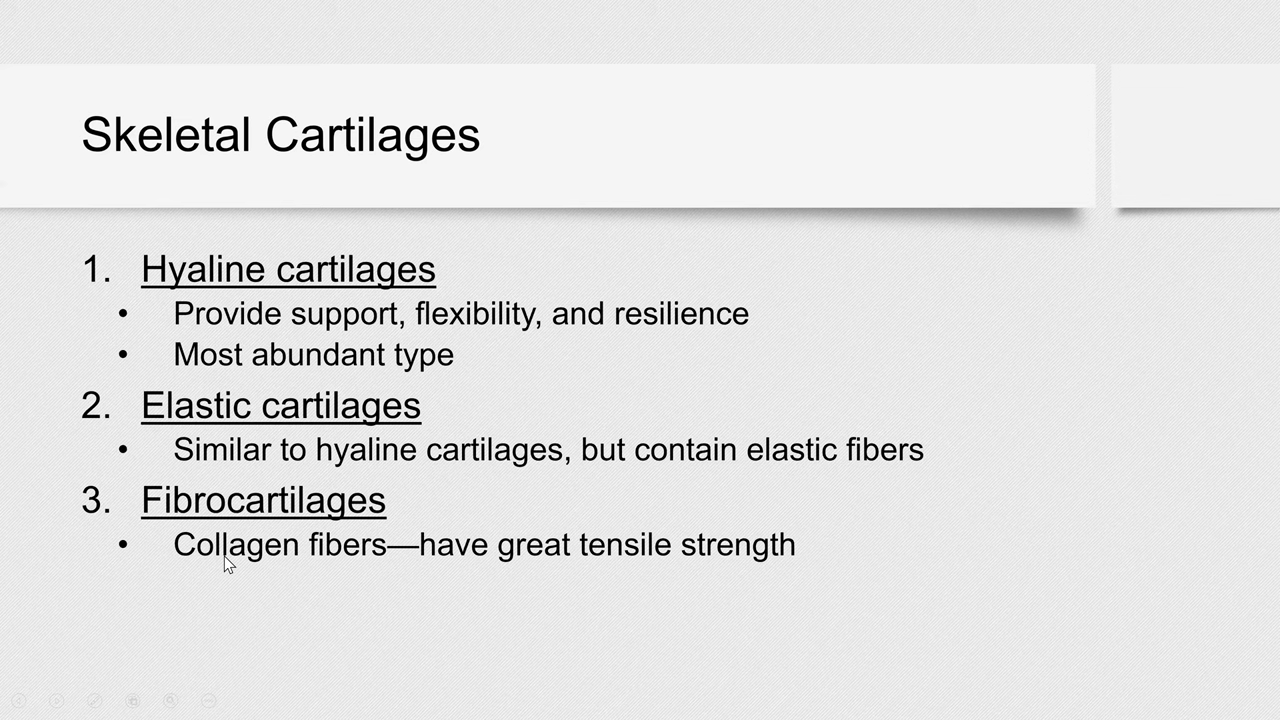 Skeletal Cartilages
1. Hyaline cartilages
• Provide support, flexibility, and resilience
• Most abundant type
2. Elastic cartilages
• Similar to hyaline cartilages, but contain elastic fibers
3. Fibrocartilages
• Collagen fibers—have great tensile strength